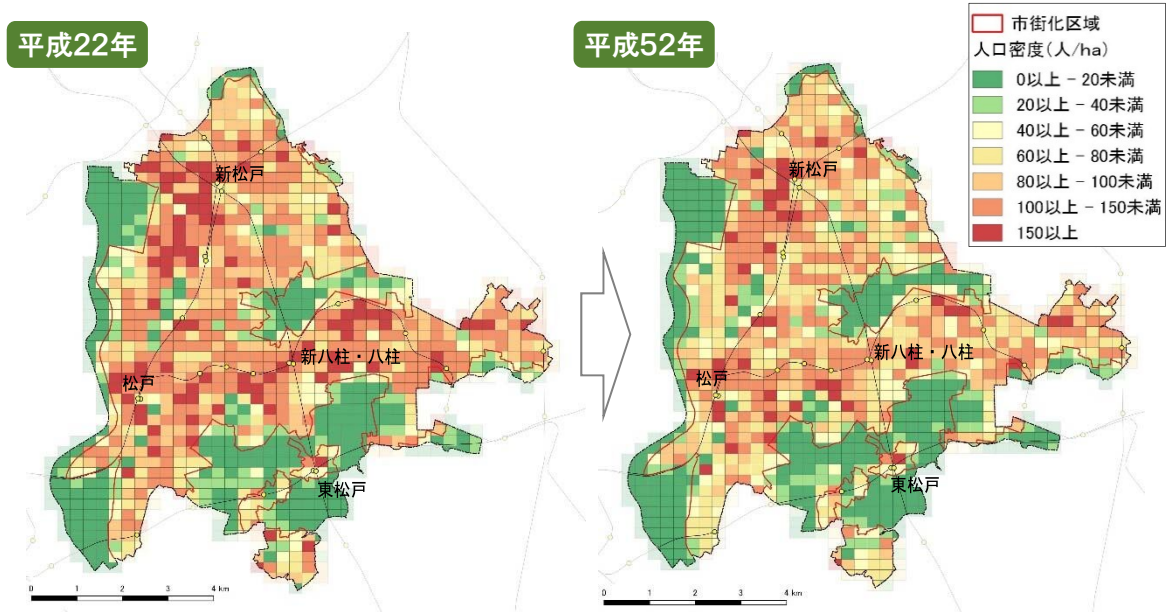 平成22年
新松戸
新八柱・八柱
松戸
東松戸
0 1 2 3 4 km
平成52年
新松戸
新八柱・八柱
松戸
東松戸
0 1 2 3 4 km
市街化区域
人口密度(人/ha)
0以上 − 20未満
20以上 − 40未満
40以上 − 60未満
60以上 − 80未満
80以上 − 100未満
100以上 − 150未満
150以上